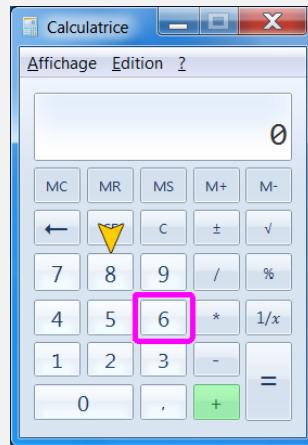 Calculatrice
Affichage Edition ?
0
MC MR MS M+ M-
← C ± √
7 8 9 / %
4 5 6 * 1/x
1 2 3 - =
0 , +